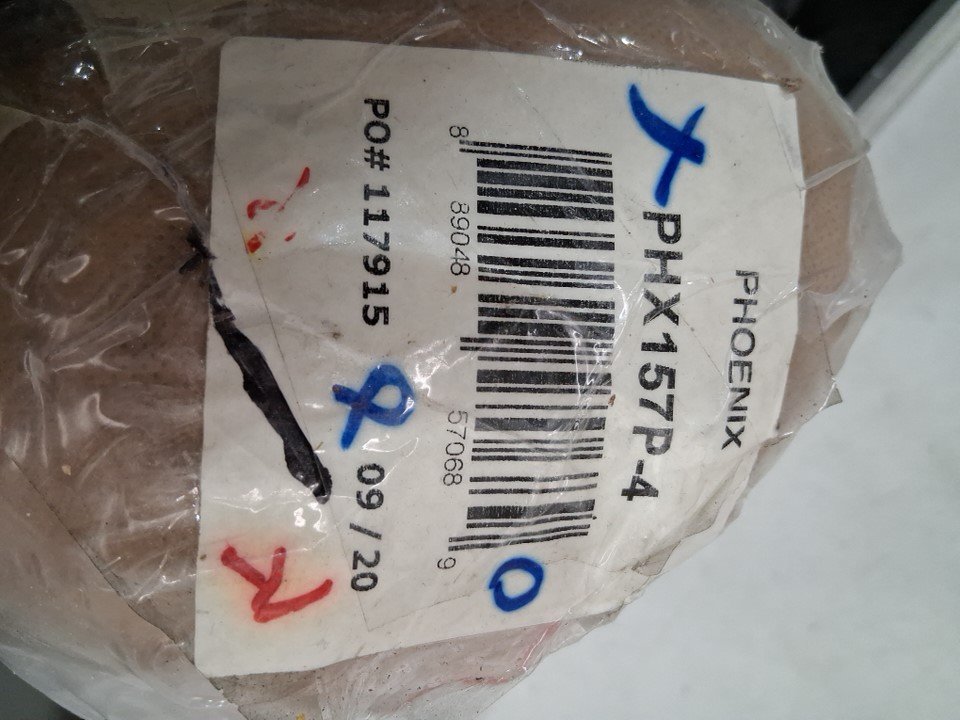 PHOENIX
PHX157P-4
8 89048 57068 9
PO# 117915 09/20